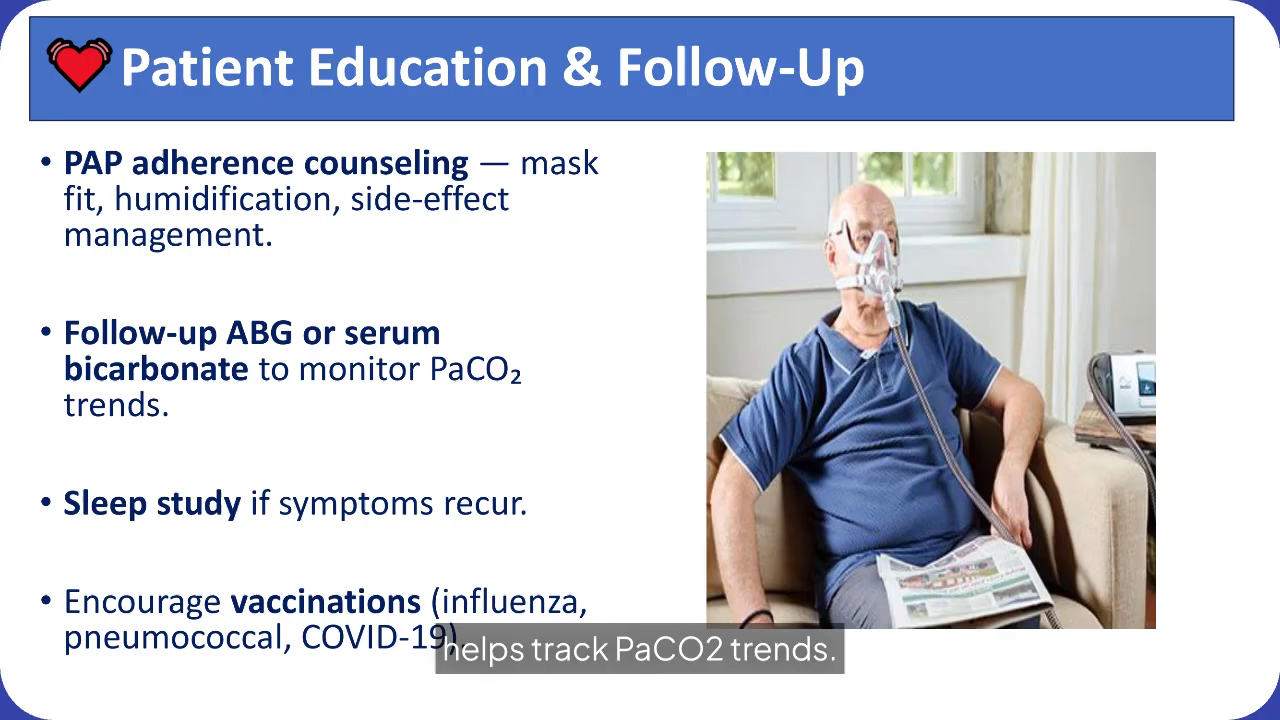 Patient Education & Follow-Up
• PAP adherence counseling — mask
fit, humidification, side-effect
management.
• Follow-up ABG or serum
bicarbonate to monitor PaCO₂
trends.
• Sleep study if symptoms recur.
• Encourage vaccinations (influenza,
pneumococcal, COVID-19)
helps track PaCO2 trends.